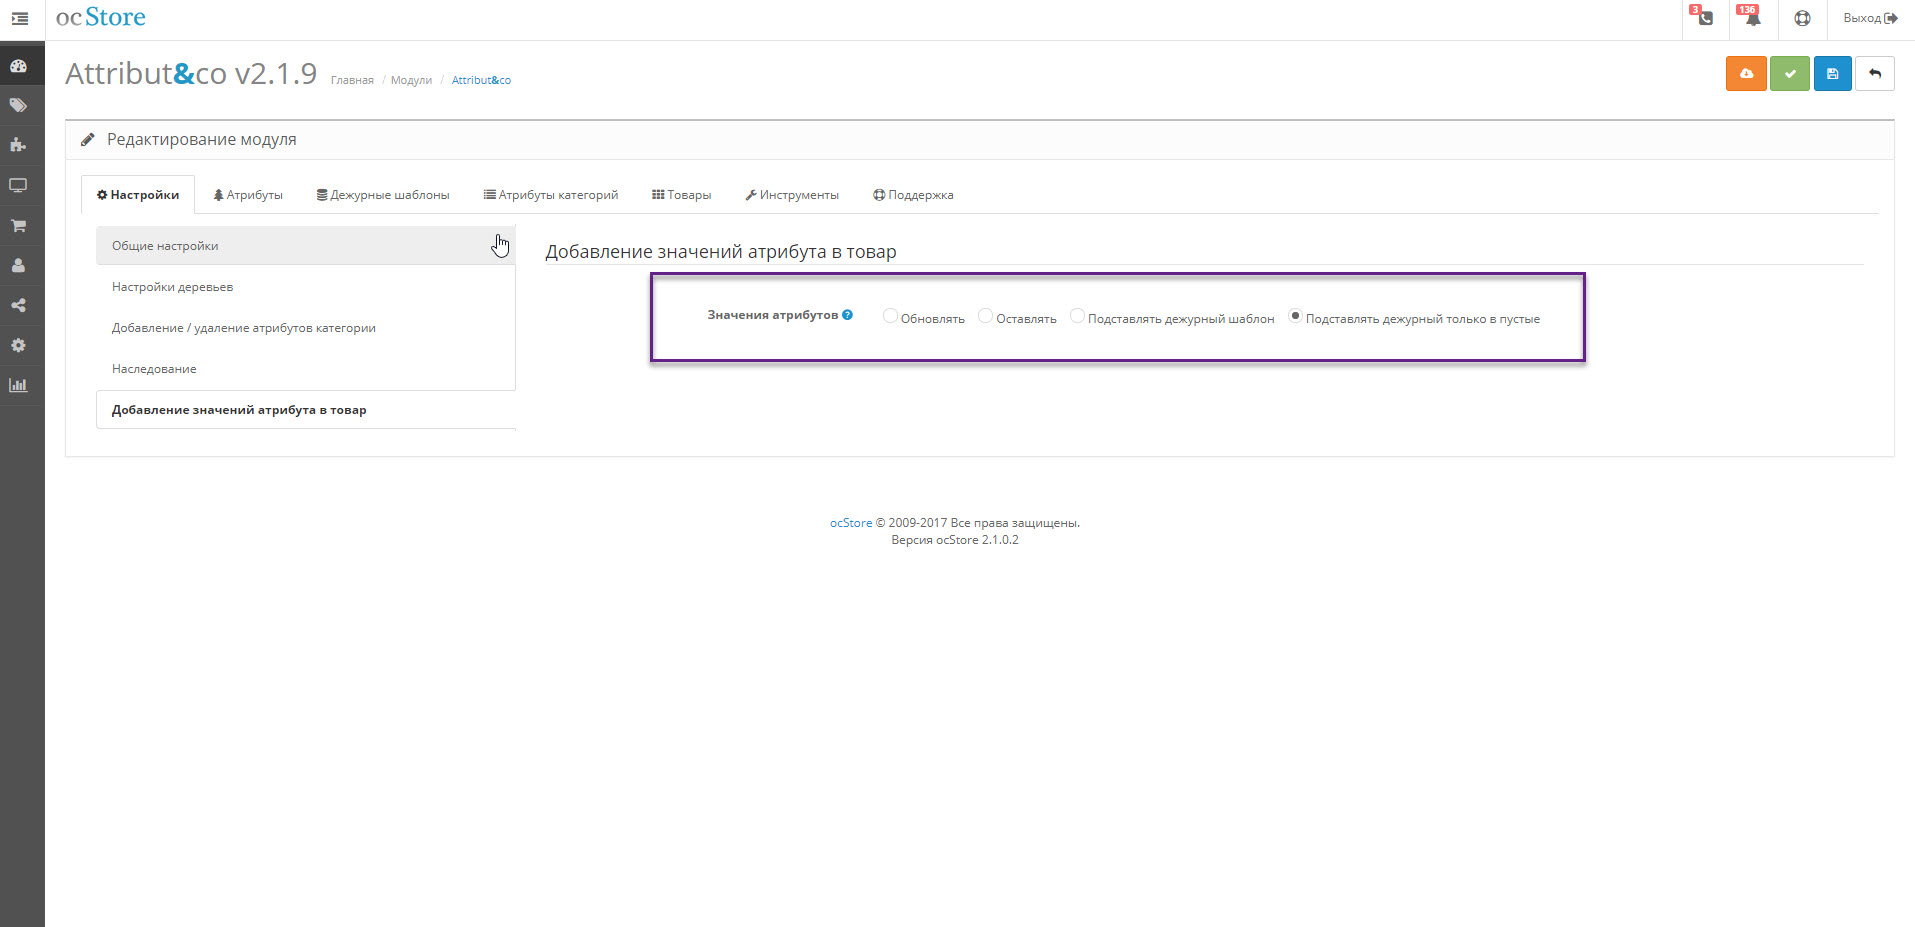 ocStore
3
136
Выход
Attribut&co v2.1.9
Главная / Модули / Attribut&co
Редактирование модуля
Настройки
Атрибуты
Дежурные шаблоны
Атрибуты категорий
Товары
Инструменты
Поддержка
Общие настройки
Настройки деревьев
Добавление / удаление атрибутов категории
Наследование
Добавление значений атрибута в товар
Добавление значений атрибута в товар
Значения атрибутов ? Обновлять Оставлять Подставлять дежурный шаблон Подставлять дежурный только в пустые
ocStore © 2009-2017 Все права защищены.
Версия ocStore 2.1.0.2